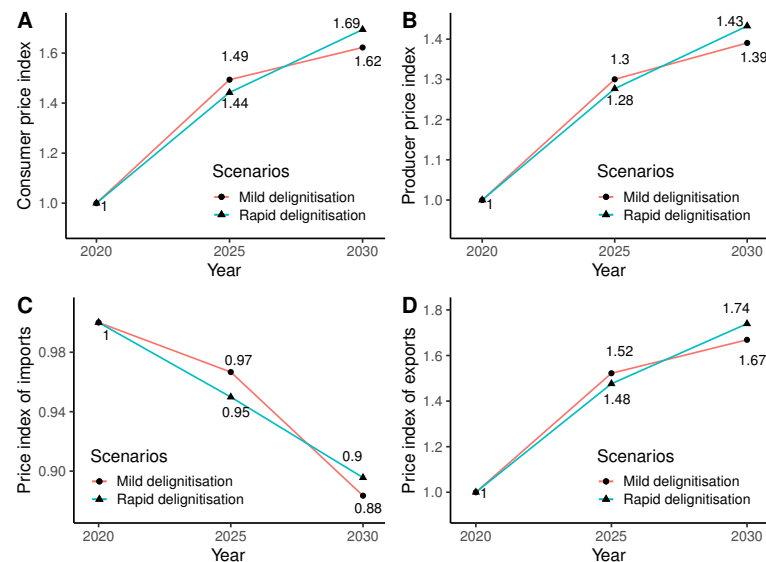 A
Consumer price index
1.69
1.6
1.49
1.62
1.4
1.44
1.2
Scenarios
Mild delignitisation
1.0
1
Rapid delignitisation
2020
2025
2030
Year
B
Producer price index
1.43
1.4
1.3
1.39
1.3
1.28
1.2
1.1
Scenarios
Mild delignitisation
1.0
1
Rapid delignitisation
2020
2025
2030
Year
C
Price index of imports
1
0.98
0.97
0.94
0.95
0.90
0.9
Scenarios
Mild delignitisation
Rapid delignitisation
0.88
2020
2025
2030
Year
D
Price index of exports
1.8
1.74
1.6
1.52
1.67
1.4
1.48
1.2
Scenarios
Mild delignitisation
1.0
1
Rapid delignitisation
2020
2025
2030
Year